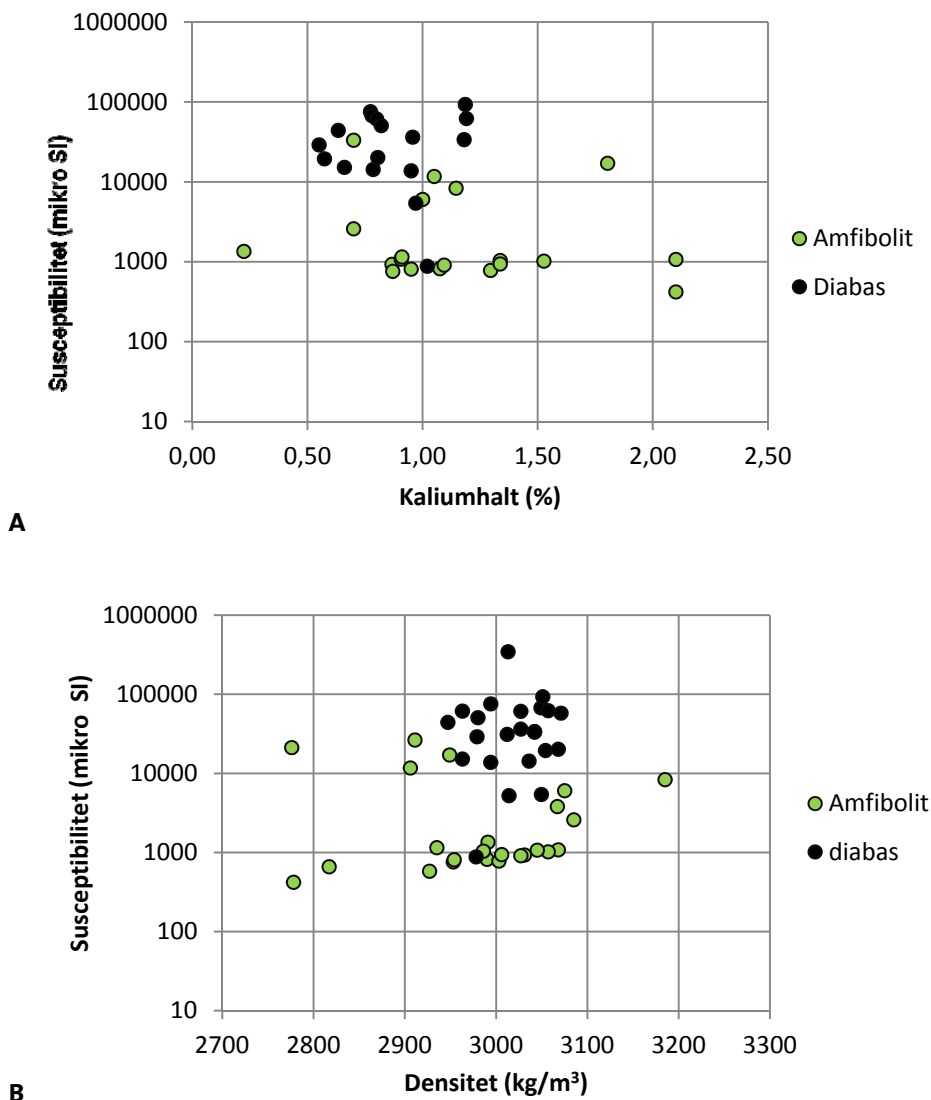 1000000
100000
10000
1000
100
10
Susceptibilitet (mikro SI)
0,00 0,50 1,00 1,50 2,00 2,50
Kaliumhalt (%)
Amfibolit
Diabas
A
1000000
100000
10000
1000
100
10
Susceptibilitet (mikro SI)
2700 2800 2900 3000 3100 3200 3300
Densitet (kg/m³)
Amfibolit
diabas
B